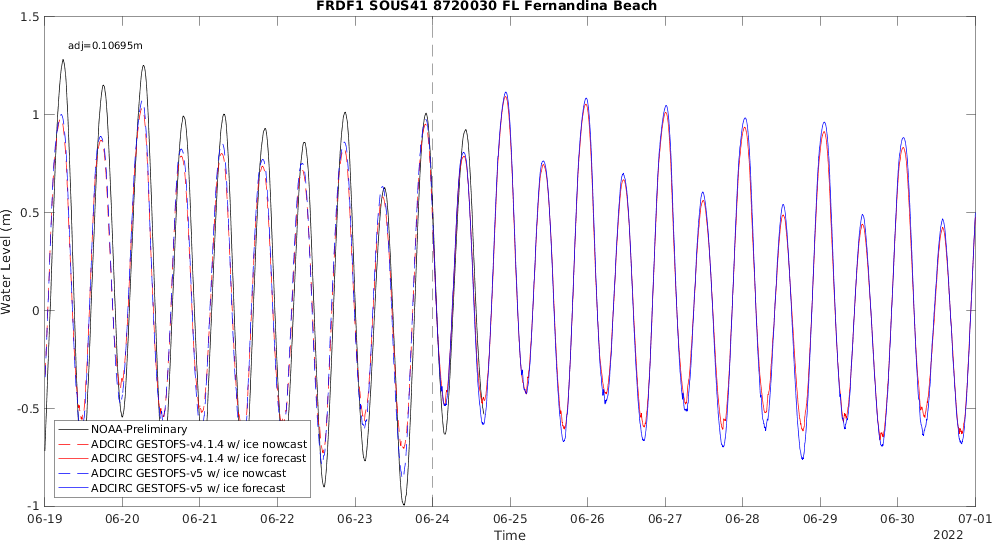 FRDF1 SOUS41 8720030 FL Fernandina Beach
adj=0.10695m
1.5
1
0.5
0
-0.5
-1
Water Level (m)
NOAA-Preliminary
ADCIRC GESTOFS-v4.1.4 w/ ice nowcast
ADCIRC GESTOFS-v4.1.4 w/ ice forecast
ADCIRC GESTOFS-v5 w/ ice nowcast
ADCIRC GESTOFS-v5 w/ ice forecast
06-19 06-20 06-21 06-22 06-23 06-24 06-25 06-26 06-27 06-28 06-29 06-30 07-01
Time
2022